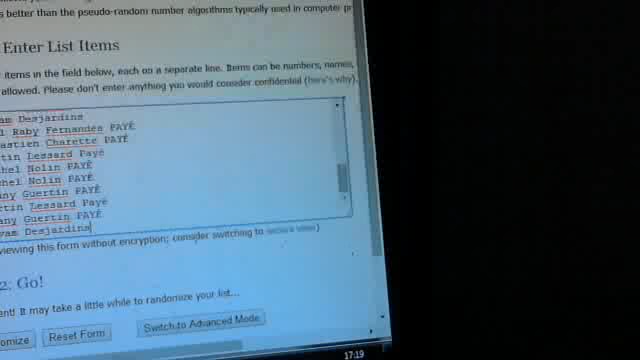 s better than the pseudo-random number algorithms typically used in computer pr
Enter List Items
items in the field below, each on a separate line. Items can be numbers, names,
allowed. Please don't enter anything you would consider confidential (here's why).
am Desjardins
l Raby Fernandes PAYÉ
astien Charette PAYÉ
tin Lessard Payé
hel Nolin PAYÉ
chel Nolin PAYÉ
any Guertin PAYÉ
rtin Lessard Payé
any Guertin PAYÉ
yam Desjardins
viewing this form without encryption; consider switching to secure view)
2: Go!
ent! It may take a little while to randomize your list...
omize Reset Form Switch to Advanced Mode
17:19